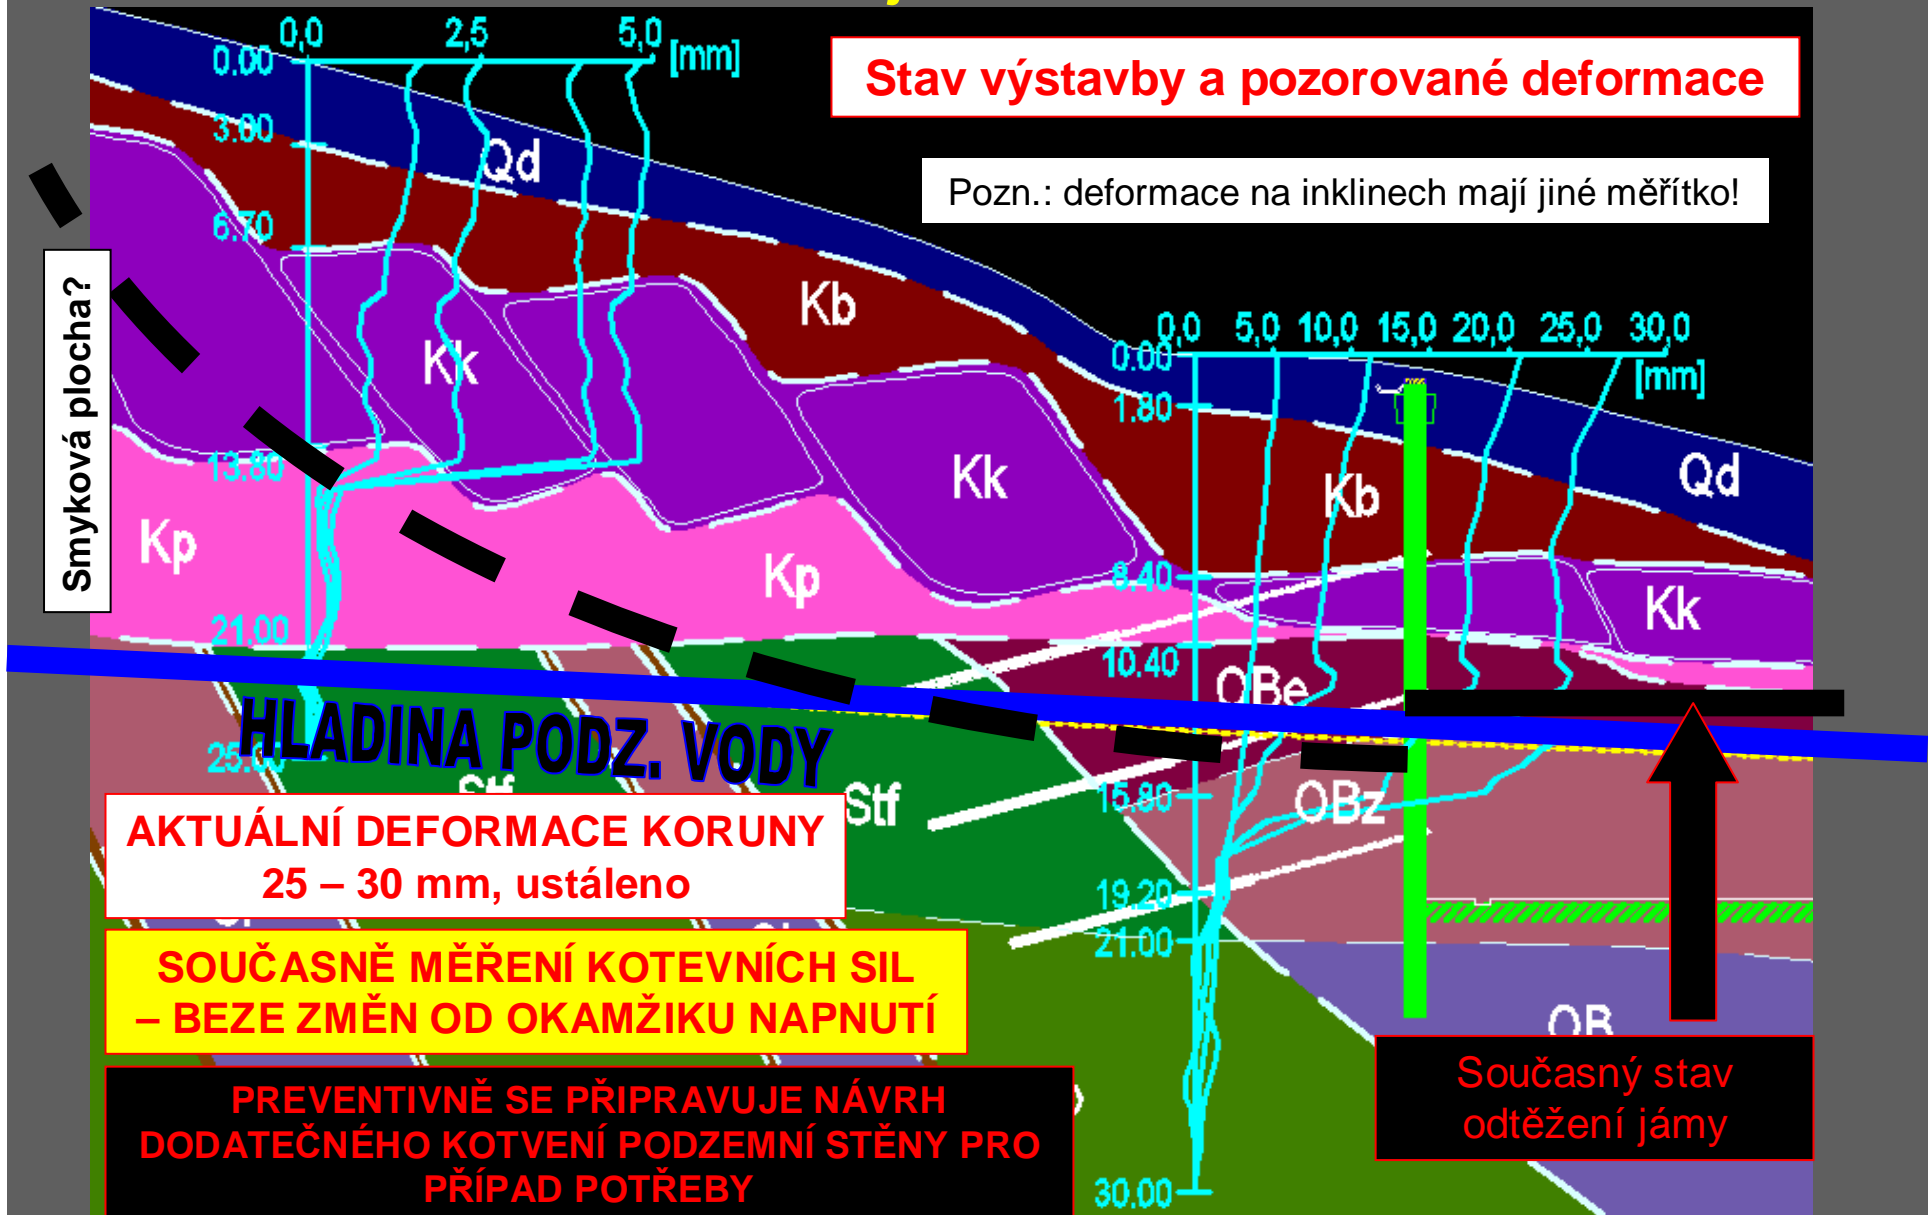 Stav výstavby a pozorované deformace
Pozn.: deformace na inklinech mají jiné měřítko!
0,0 2,5 5,0 [mm]
0.00
3.00
6.70
13.80
21.00
25.00
Qd
Kb
Kk
Kk
Kp
Kp
Smyková plocha?
0,0 5,0 10,0 15,0 20,0 25,0 30,0
[mm]
0.00
1.80
8.40
10.40
15.80
19.20
21.00
30.00
Qd
Kb
Kk
OBe
OBz
OB
HLADINA PODZ. VODY
Stf
Stf
AKTUÁLNÍ DEFORMACE KORUNY
25 – 30 mm, ustáleno
SOUČASNĚ MĚŘENÍ KOTEVNÍCH SIL
– BEZE ZMĚN OD OKAMŽIKU NAPNUTÍ
PREVENTIVNĚ SE PŘIPRAVUJE NÁVRH
DODATEČNÉHO KOTVENÍ PODZEMNÍ STĚNY PRO
PŘÍPAD POTŘEBY
Současný stav
odtěžení jámy